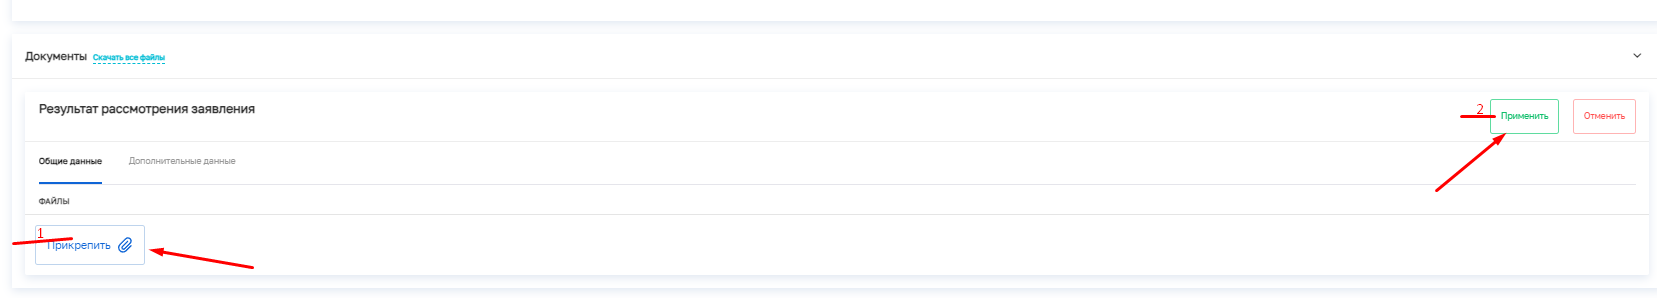 Документы Скачать все файлы
Результат рассмотрения заявления
2
Применить
Отменить
Общие данные
Дополнительные данные
ФАЙЛЫ
1
Прикрепить